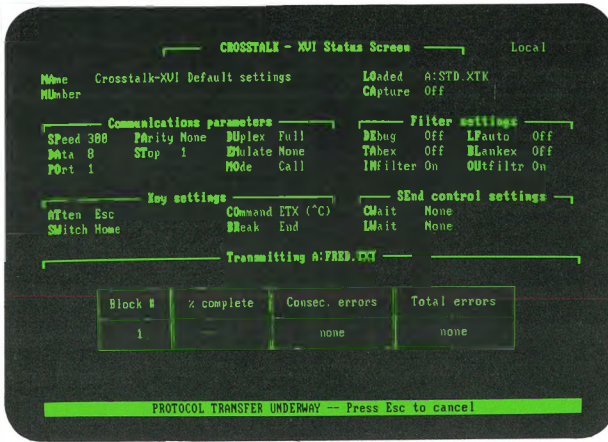 CROSSTALK - XVI Status Screen Local
NAme Crosstalk-XVI Default settings LOaded A:STD.XTK
NUmber CApture Off
Communications parameters Filter settings
SPeed 300 PArity None DUplex Full DEbug Off LFauto Off
DAta 8 STop 1 EMulate None TAbex Off BLankex Off
POrt 1 MOde Call INfilter On OUtfiltr On
Key settings SEnd control settings
ATten Esc COmmand ETX (^C) CWait None
SWitch Home BReak End LWait None
Transmitting A:FRED.TXT
Block # % complete Consec. errors Total errors
1 none none
PROTOCOL TRANSFER UNDERWAY -- Press Esc to cancel